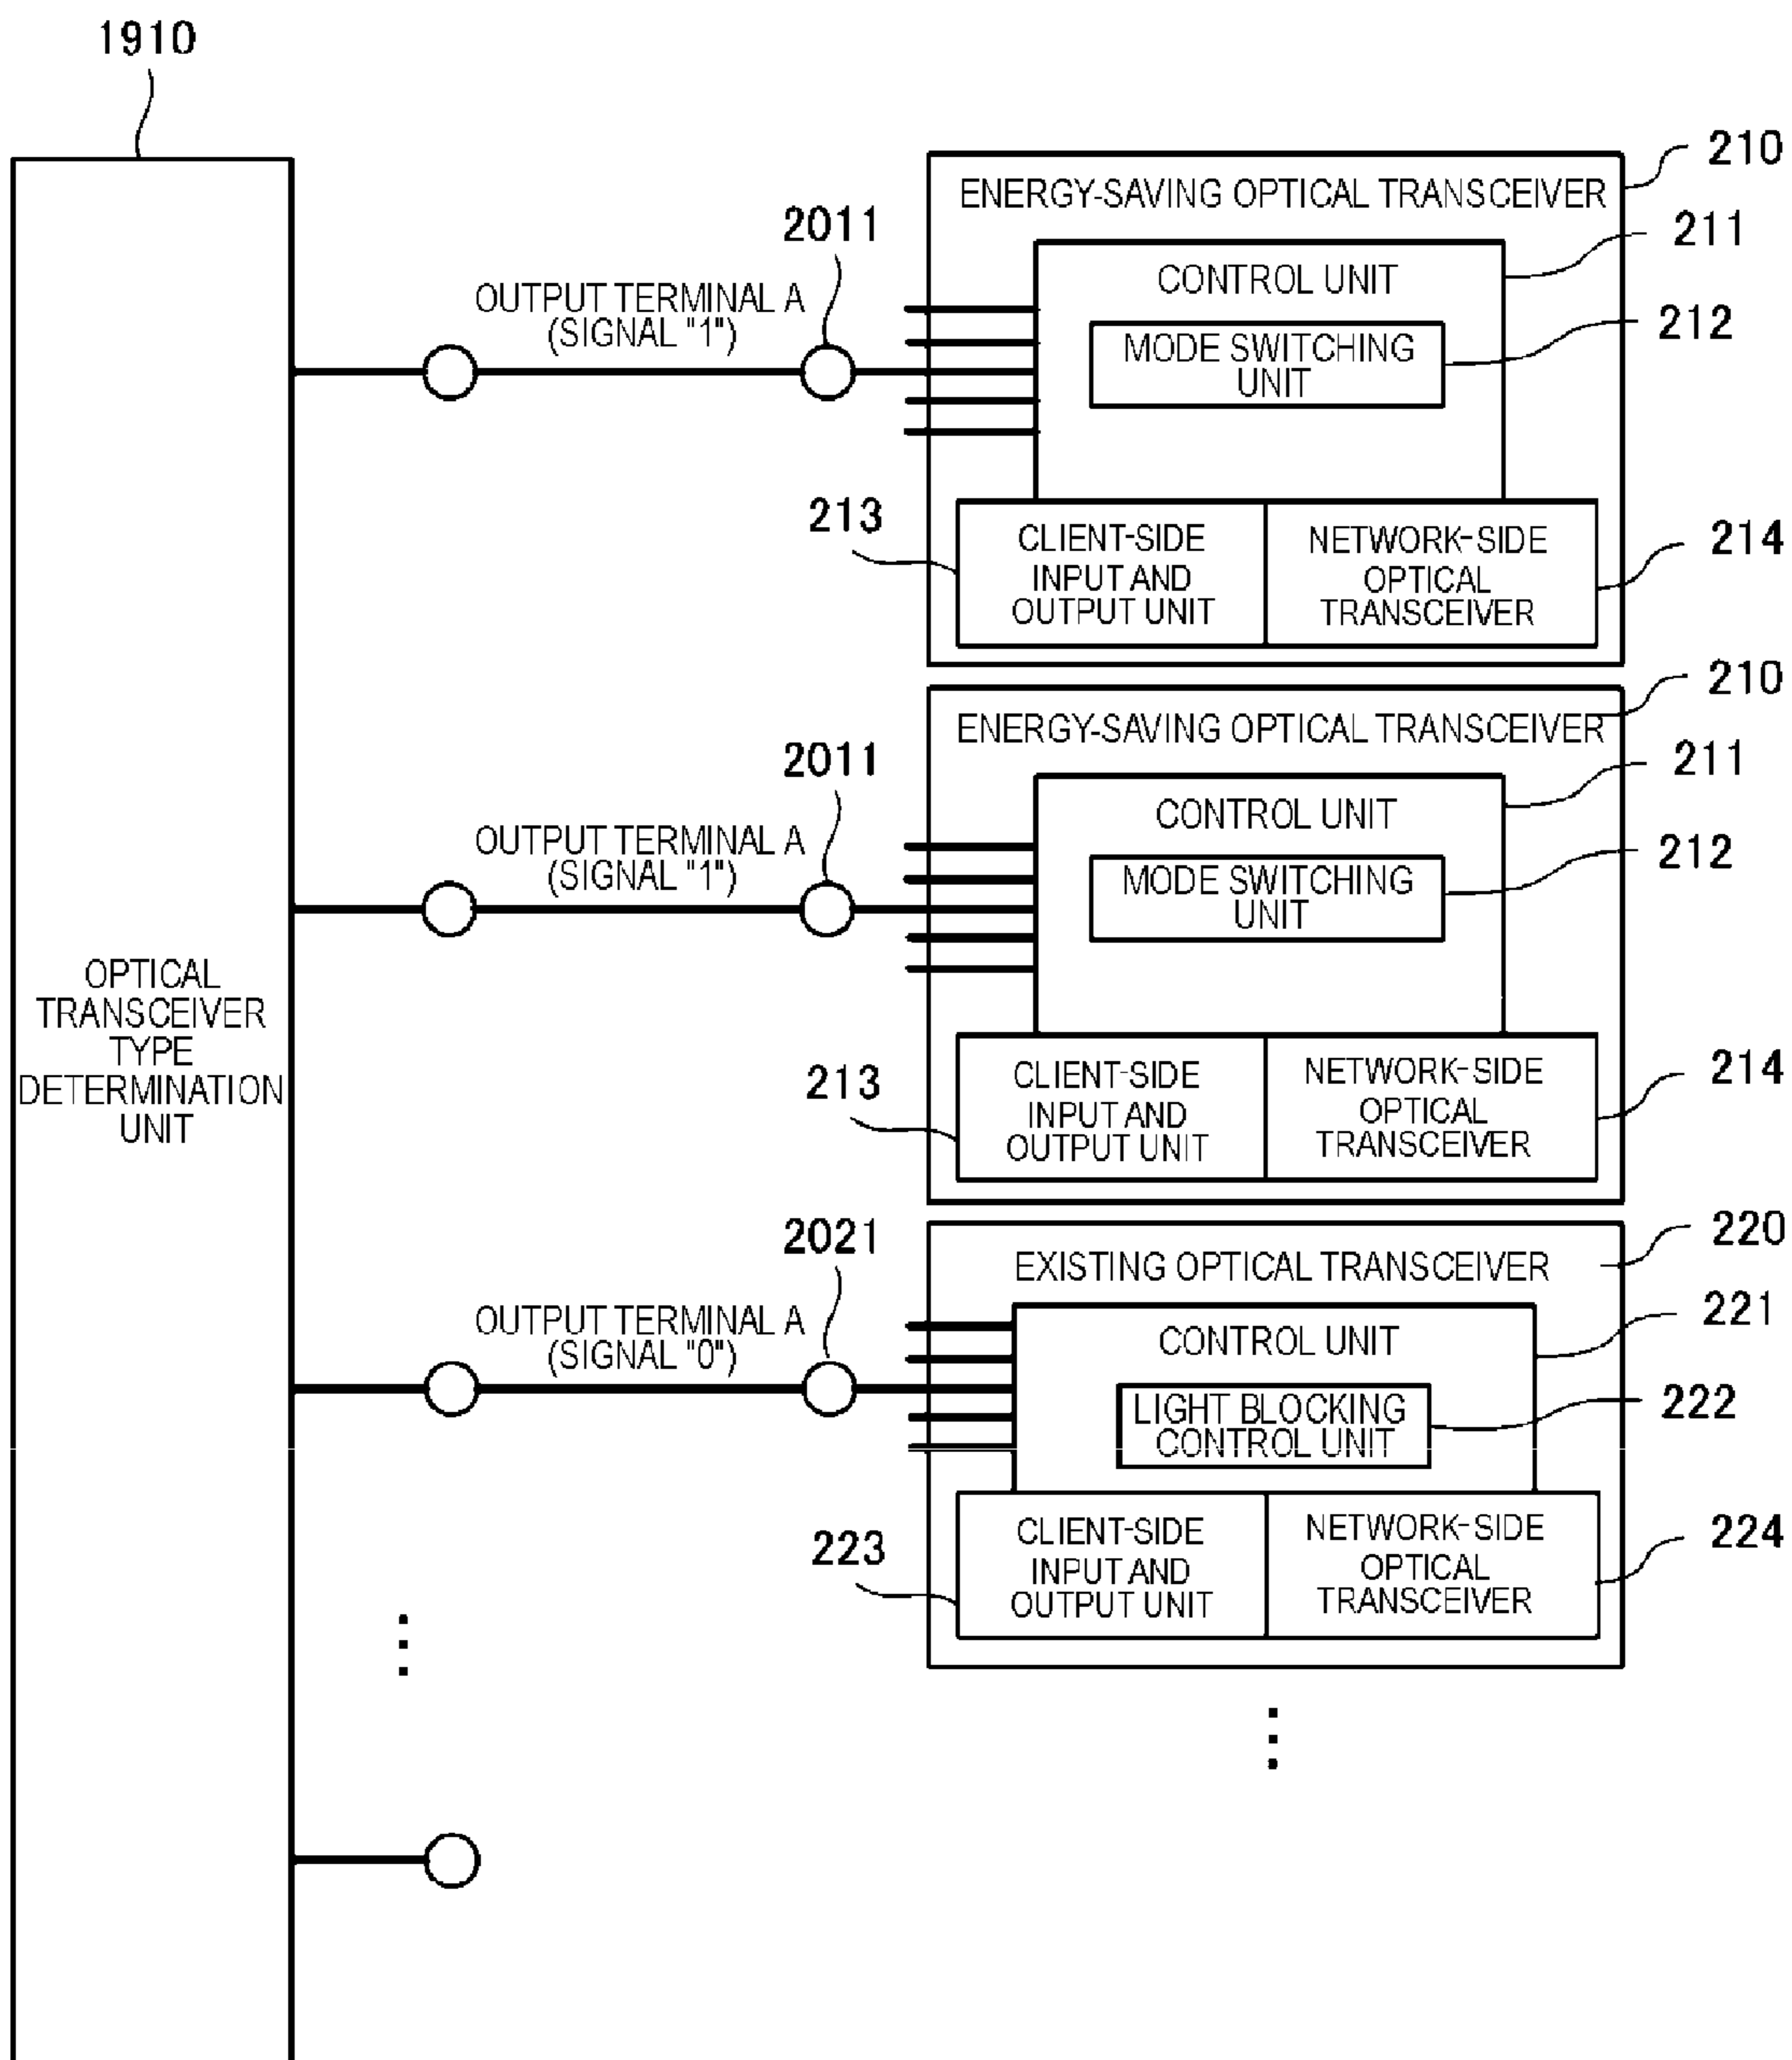 1910
210
ENERGY-SAVING OPTICAL TRANSCEIVER
2011
211
CONTROL UNIT
OUTPUT TERMINAL A
(SIGNAL "1")
212
MODE SWITCHING
UNIT
213
CLIENT-SIDE
INPUT AND
OUTPUT UNIT
NETWORK-SIDE
OPTICAL
TRANSCEIVER
214
210
ENERGY-SAVING OPTICAL TRANSCEIVER
2011
211
CONTROL UNIT
OUTPUT TERMINAL A
(SIGNAL "1")
212
MODE SWITCHING
UNIT
OPTICAL
TRANSCEIVER
TYPE
DETERMINATION
UNIT
213
CLIENT-SIDE
INPUT AND
OUTPUT UNIT
NETWORK-SIDE
OPTICAL
TRANSCEIVER
214
2021
220
EXISTING OPTICAL TRANSCEIVER
221
CONTROL UNIT
OUTPUT TERMINAL A
(SIGNAL "0")
222
LIGHT BLOCKING
CONTROL UNIT
223
CLIENT-SIDE
INPUT AND
OUTPUT UNIT
NETWORK-SIDE
OPTICAL
TRANSCEIVER
224